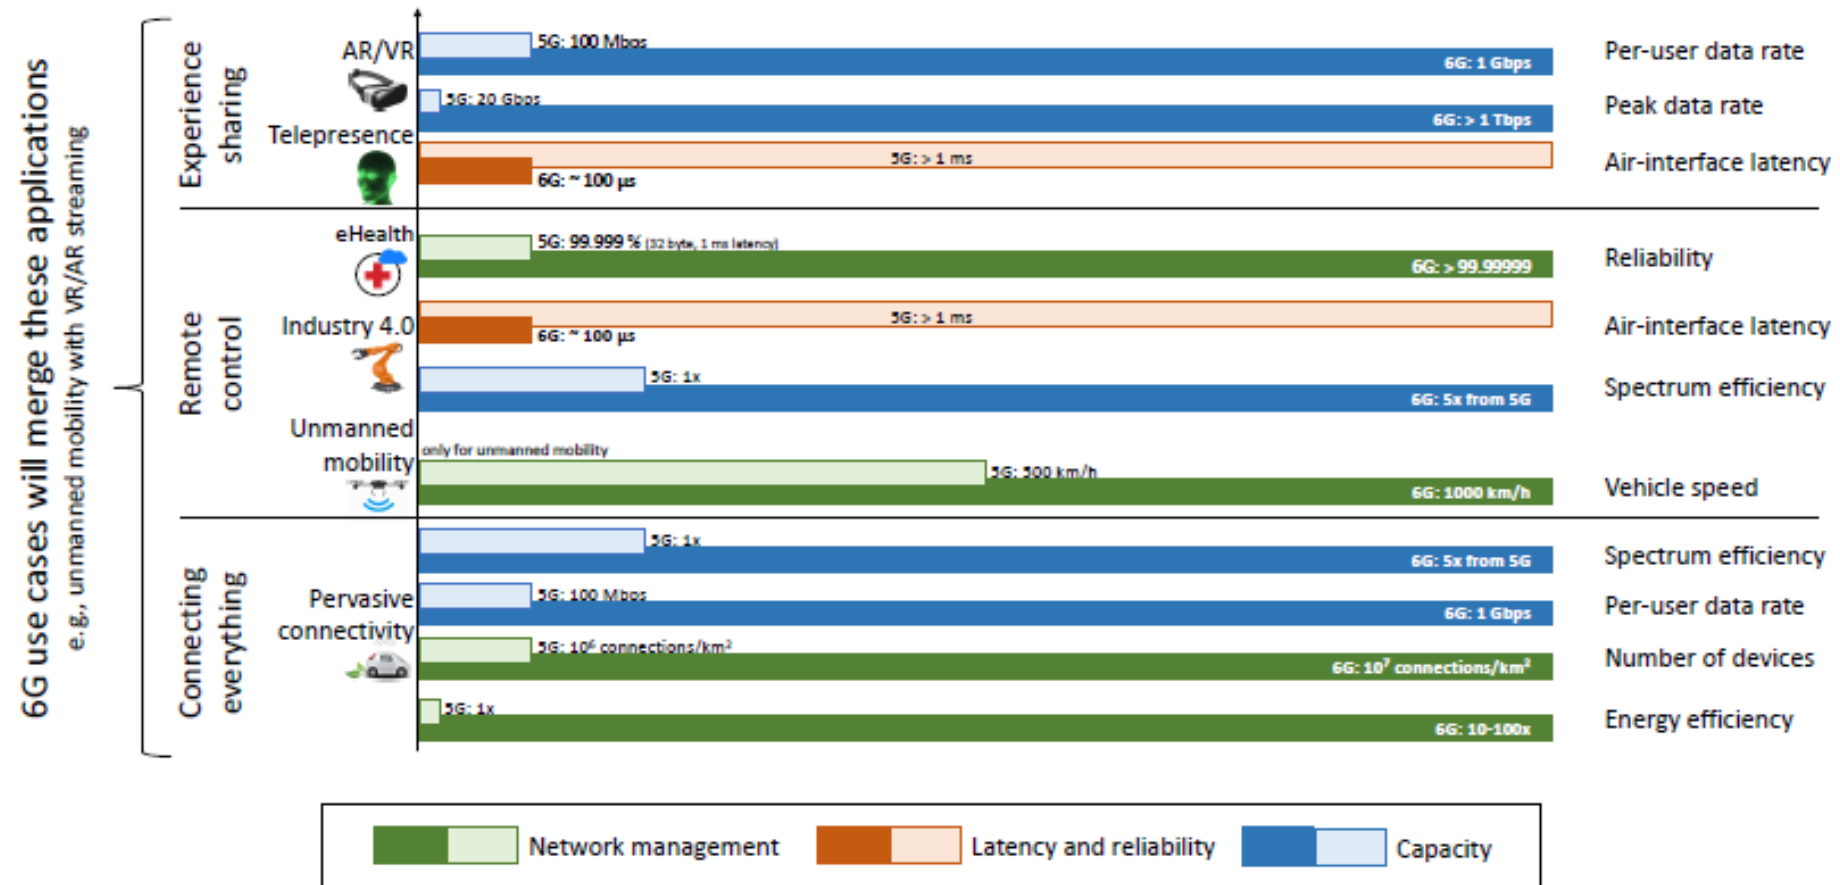 6G use cases will merge these applications
e.g., unmanned mobility with VR/AR streaming
Experience
sharing
AR/VR
5G: 100 Mbps
6G: 1 Gbps
Per-user data rate
5G: 20 Gbps
6G: > 1 Tbps
Peak data rate
Telepresence
5G: > 1 ms
6G: ~ 100 µs
Air-interface latency
Remote
control
eHealth
5G: 99.999 % (32 byte, 1 ms latency)
6G: > 99.99999
Reliability
Industry 4.0
5G: > 1 ms
6G: ~ 100 µs
Air-interface latency
5G: 1x
6G: 5x from 5G
Spectrum efficiency
Unmanned
mobility
only for unmanned mobility
5G: 500 km/h
6G: 1000 km/h
Vehicle speed
Connecting
everything
5G: 1x
6G: 5x from 5G
Spectrum efficiency
Pervasive
connectivity
5G: 100 Mbps
6G: 1 Gbps
Per-user data rate
5G: 10⁶ connections/km²
6G: 10⁷ connections/km²
Number of devices
5G: 1x
6G: 10-100x
Energy efficiency
Network management
Latency and reliability
Capacity